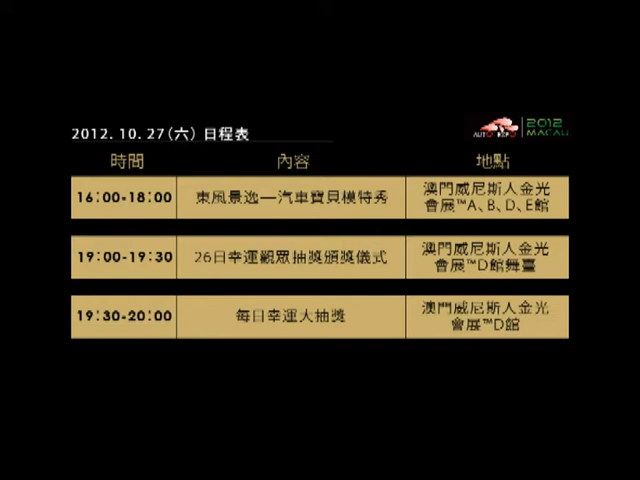 2012.10.27(六)日程表
AUTO EXPO
2012
MACAU
時間 內容 地點
16:00-18:00 東風景逸—汽車寶貝模特秀 澳門威尼斯人金光
會展™A、B、D、E館
19:00-19:30 26日幸運觀眾抽獎頒獎儀式 澳門威尼斯人金光
會展™D館舞臺
19:30-20:00 每日幸運大抽獎 澳門威尼斯人金光
會展™D館